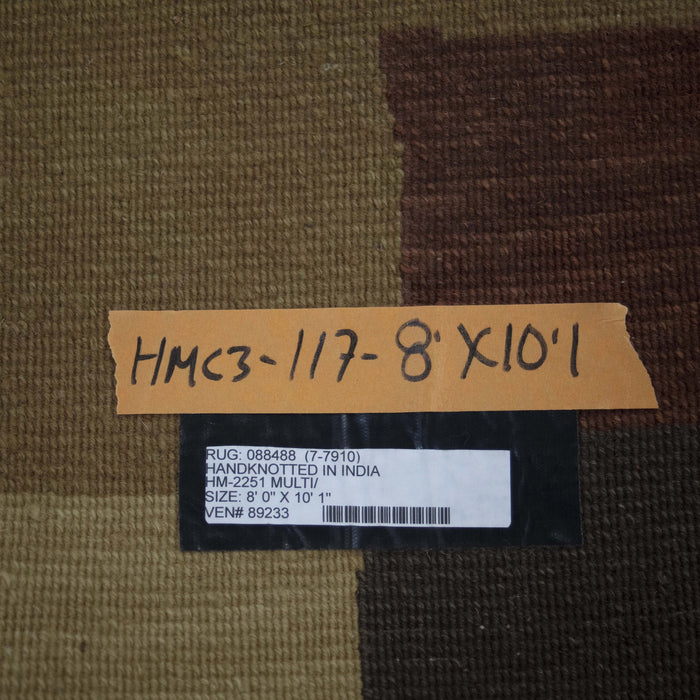 HMC3-117-8' X10'1
RUG: 088488 (7-7910)
HANDKNOTTED IN INDIA
HM-2251 MULTI/
SIZE: 8' 0" X 10' 1"
VEN# 89233